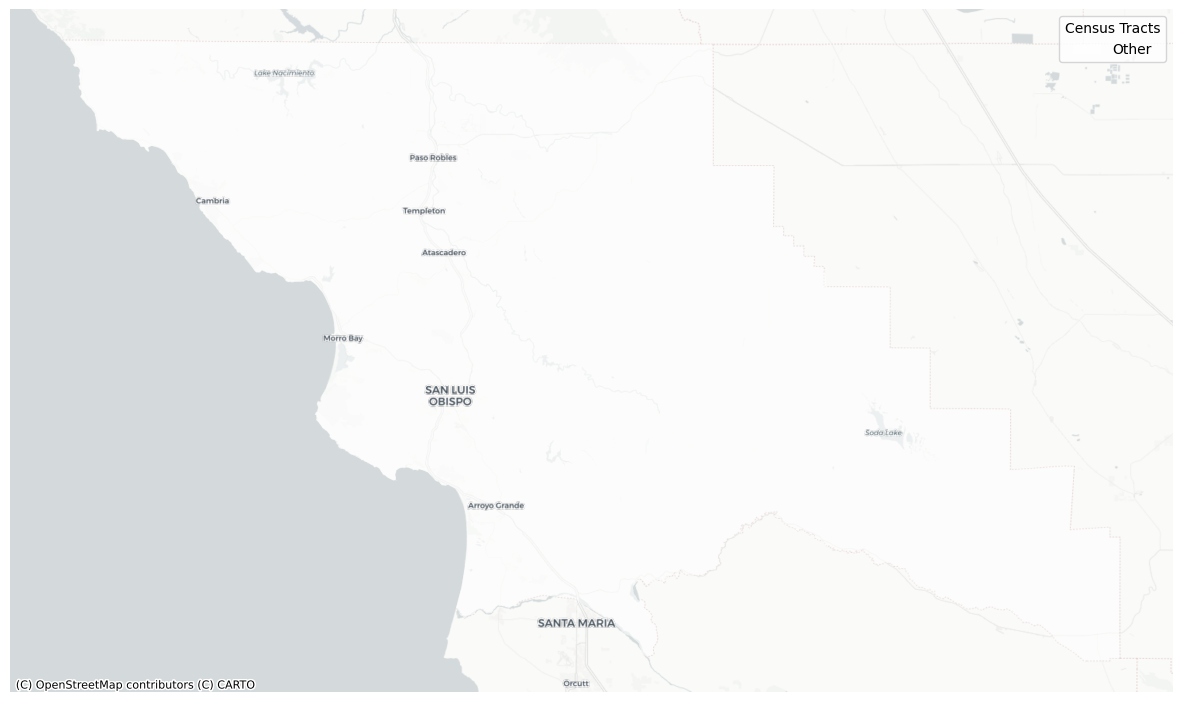 Census Tracts
Other
Lake Nacimiento
Paso Robles
Cambria
Templeton
Atascadero
Morro Bay
SAN LUIS
OBISPO
Soda Lake
Arroyo Grande
SANTA MARIA
Orcutt
(C) OpenStreetMap contributors (C) CARTO